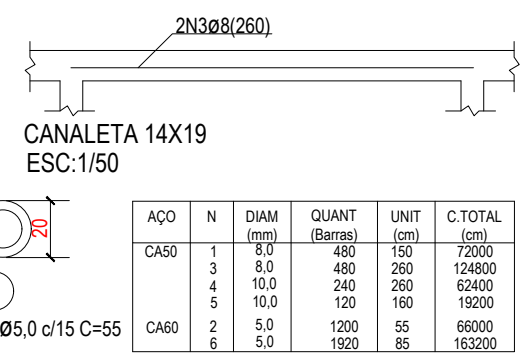 2N3Ø8(260)
CANALETA 14X19
ESC:1/50
20
Ø5,0 c/15 C=55
AÇO N DIAM (mm) QUANT (Barras) UNIT (cm) C.TOTAL (cm)
CA50 1 8,0 480 150 72000
3 8,0 480 260 124800
4 10,0 240 260 62400
5 10,0 120 160 19200
CA60 2 5,0 1200 55 66000
6 5,0 1920 85 163200